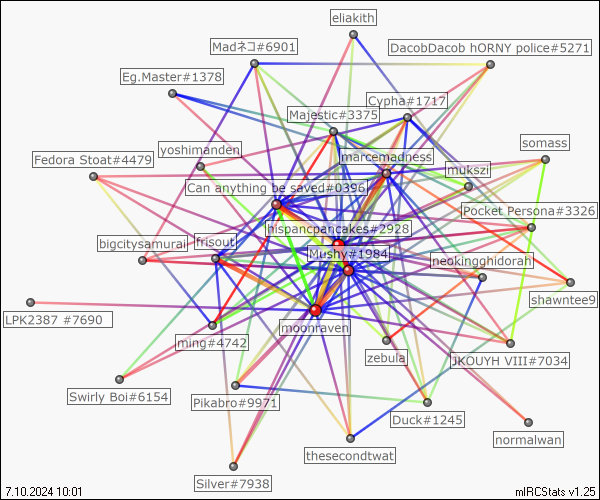 eliakith
Madネコ#6901
DacobDacob hORNY police#5271
Eg.Master#1378
Cypha#1717
Majestic#3375
yoshimanden
marcemadness
somass
Fedora Stoat#4479
mukszi
Can anything be saved#0396
Pocket Persona#3326
hispancpancakes#2928
bigcitysamurai
frisout
Mushy#1984
neokingghidorah
shawntee9
LPK2387 #7690
moonraven
ming#4742
zebula
JKOUYH VIII#7034
Swirly Boi#6154
Pikabro#9971
Duck#1245
normalwan
thesecondtwat
Silver#7938
7.10.2024 10:01
mIRCStats v1.25